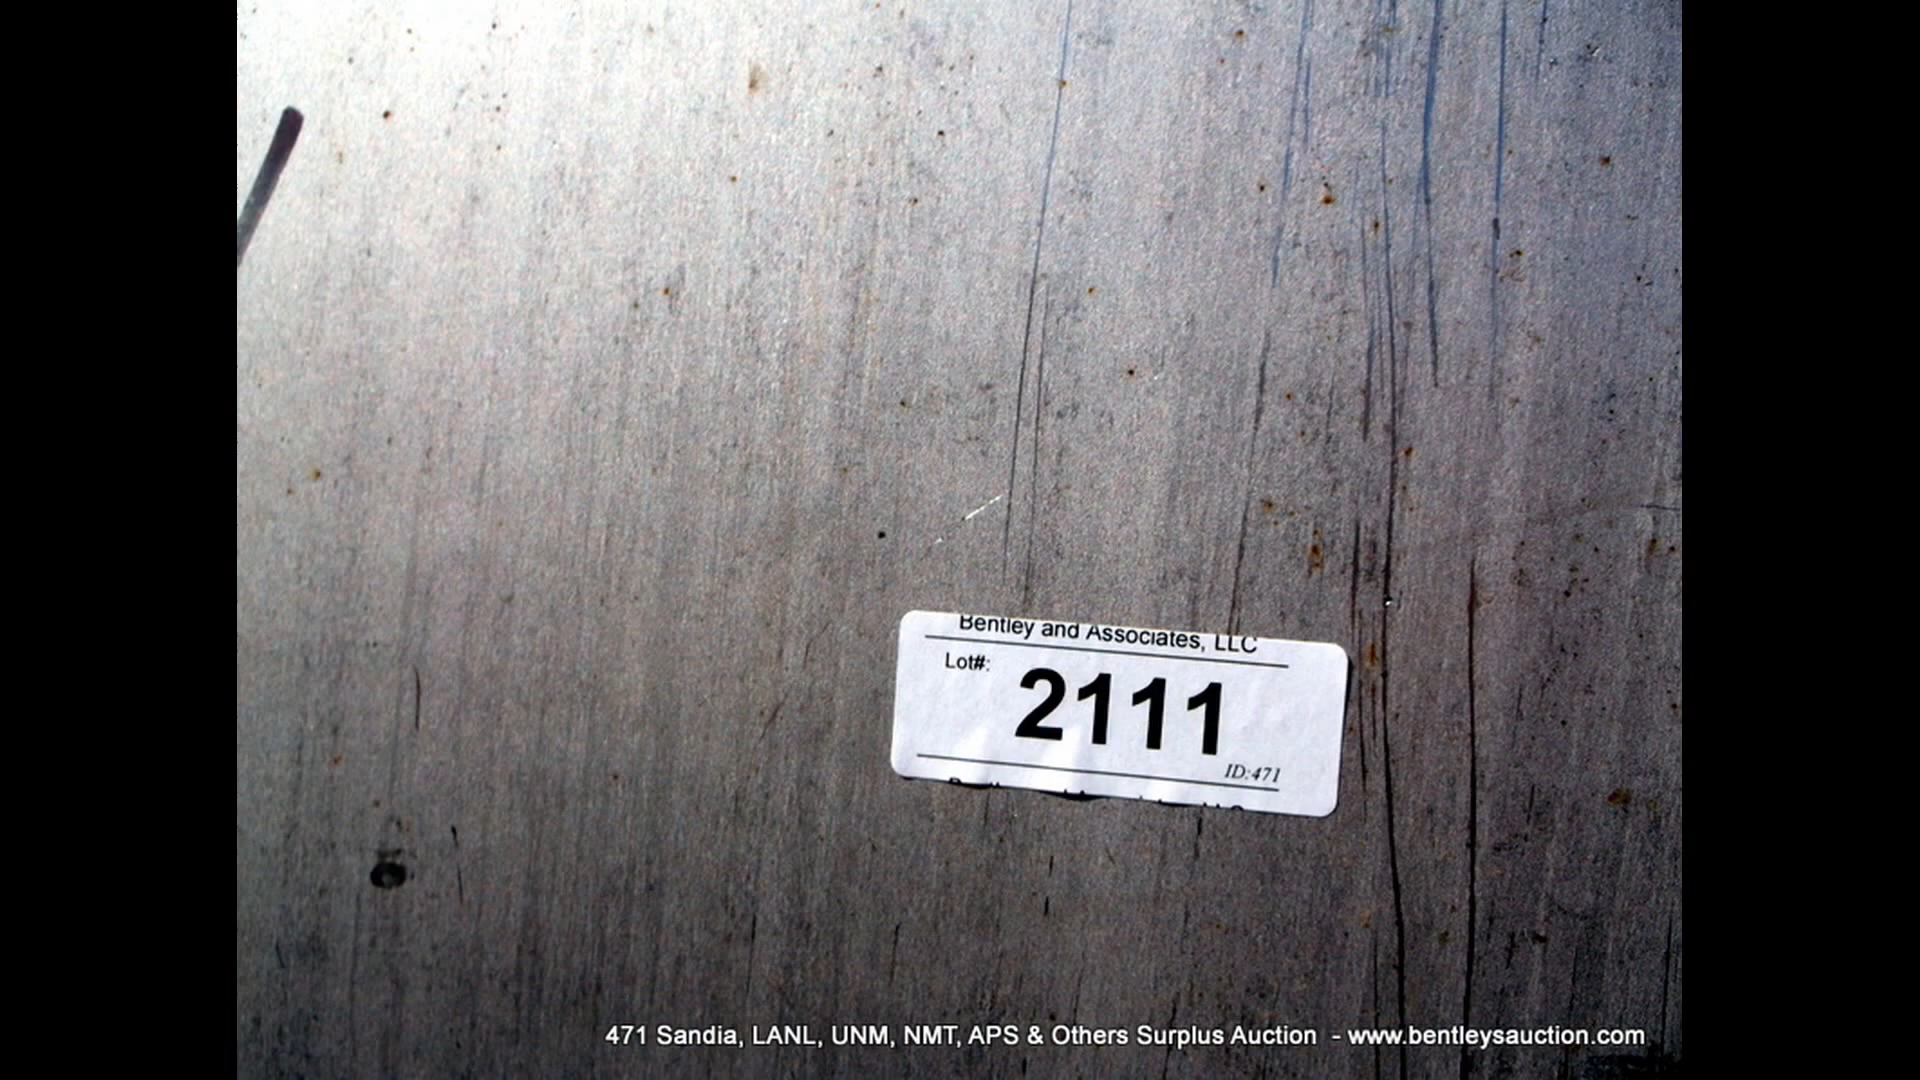 Bentley and Associates, LLC
Lot#:
2111
ID:471
471 Sandia, LANL, UNM, NMT, APS & Others Surplus Auction - www.bentleysauction.com